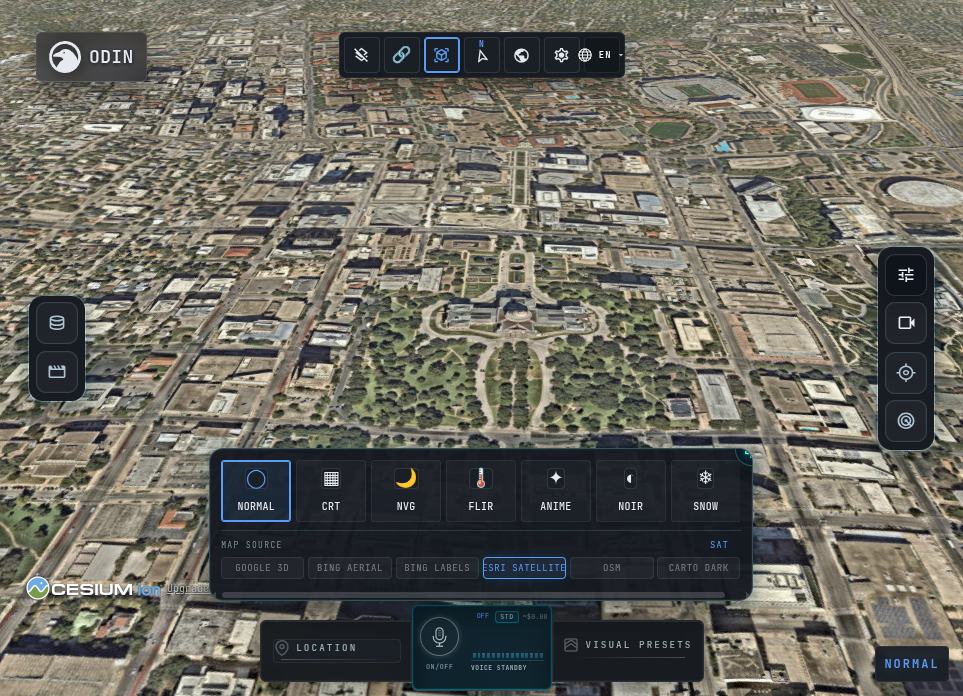 ODIN
N
EN
NORMAL
CRT
NVG
FLIR
ANIME
NOIR
SNOW
MAP SOURCE
SAT
GOOGLE 3D
BING AERIAL
BING LABELS
ESRI SATELLITE
OSM
CARTO DARK
CESIUM ion
Upgrade
LOCATION
OFF
STD
~$0.00
ON/OFF
VOICE STANDBY
VISUAL PRESETS
NORMAL